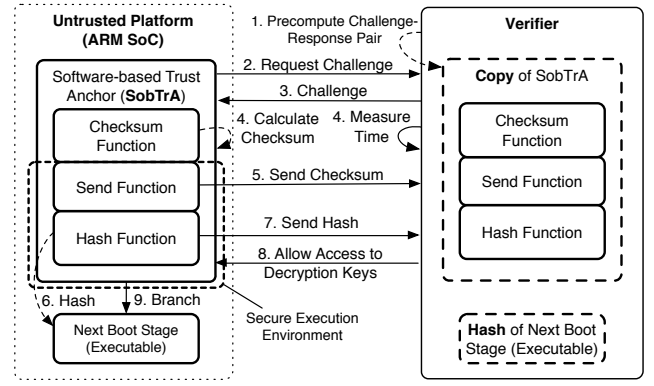 Untrusted Platform
(ARM SoC)
Software-based Trust
Anchor (SobTrA)
Checksum
Function
Send Function
Hash Function
6. Hash
9. Branch
Next Boot Stage
(Executable)
1. Precompute Challenge-
Response Pair
2. Request Challenge
3. Challenge
4. Calculate
Checksum
4. Measure
Time
5. Send Checksum
7. Send Hash
8. Allow Access to
Decryption Keys
Secure Execution
Environment
Verifier
Copy of SobTrA
Checksum
Function
Send Function
Hash Function
Hash of Next Boot
Stage (Executable)